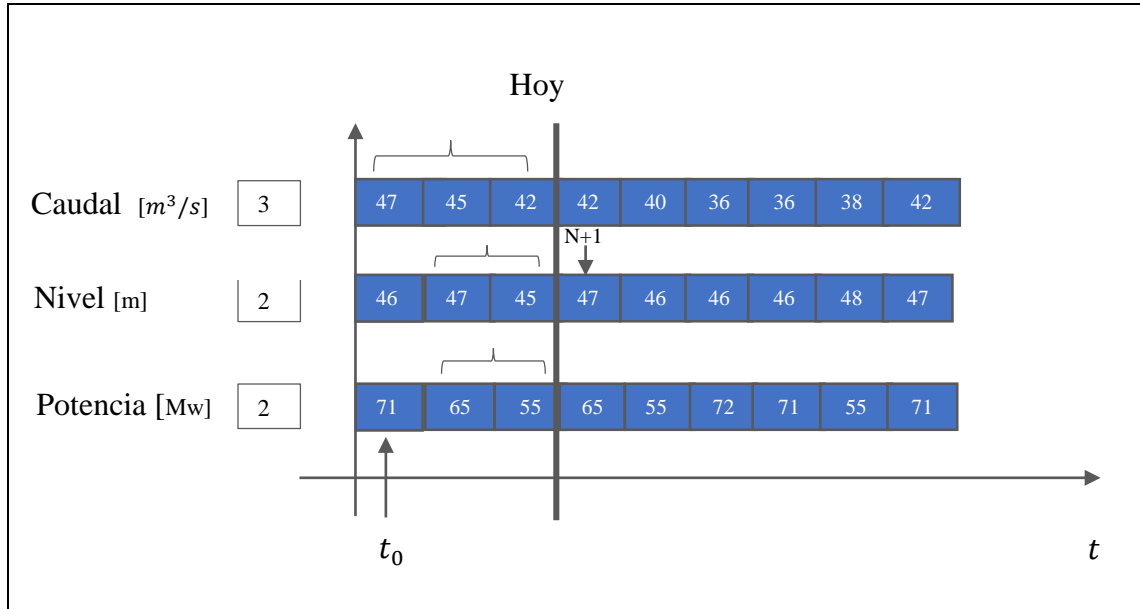 Hoy
Caudal [m³/s] 3 47 45 42 42 40 36 36 38 42
N+1
Nivel [m] 2 46 47 45 47 46 46 46 48 47
Potencia [Mw] 2 71 65 55 65 55 72 71 55 71
t₀ t